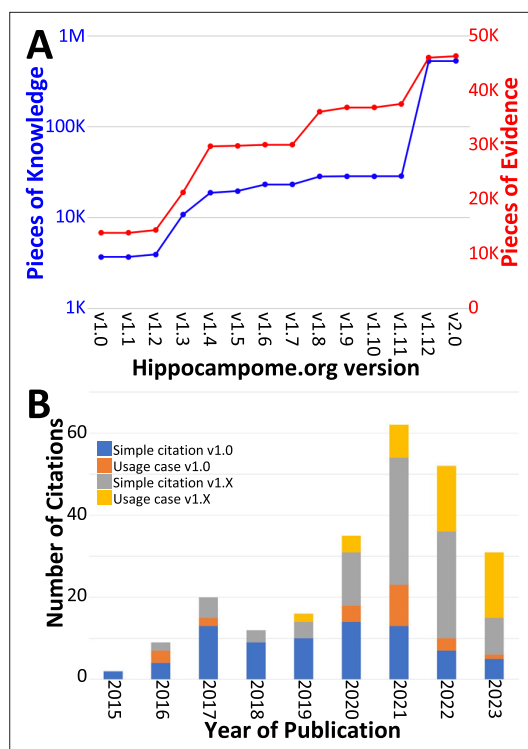 A
1M
100K
10K
1K
Pieces of Knowledge
50K
40K
30K
20K
10K
0
Pieces of Evidence
v1.0
v1.1
v1.2
v1.3
v1.4
v1.5
v1.6
v1.7
v1.8
v1.9
v1.10
v1.11
v1.12
v2.0
Hippocampome.org version
B
Number of Citations
60
40
20
0
Simple citation v1.0
Usage case v1.0
Simple citation v1.X
Usage case v1.X
2015
2016
2017
2018
2019
2020
2021
2022
2023
Year of Publication